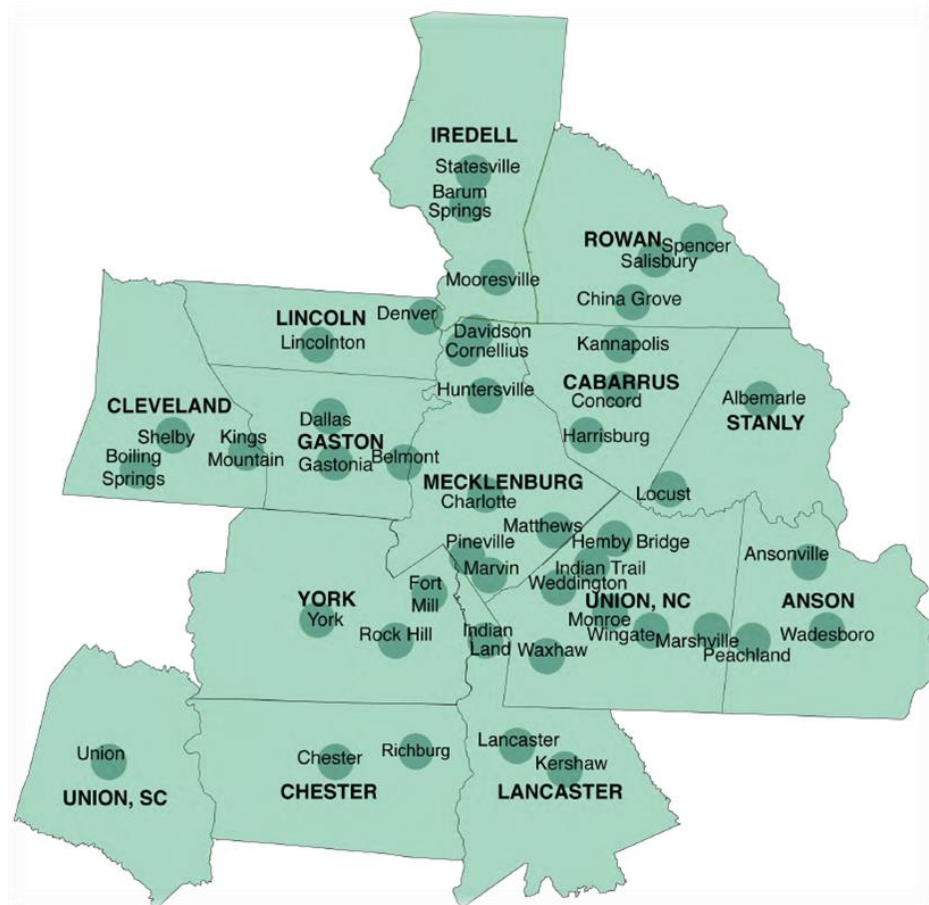 IREDELL
Statesville
Barum
Springs
ROWAN
Spencer
Salisbury
Mooresville
China Grove
Denver
LINCOLN
Lincolnton
Davidson
Cornellius
Kannapolis
Huntersville
CABARRUS
Concord
Albemarle
STANLY
CLEVELAND
Shelby
Boiling
Springs
Kings
Mountain
Dallas
GASTON
Gastonia
Belmont
Harrisburg
MECKLENBURG
Charlotte
Locust
Matthews
Pineville
Marvin
Hemby Bridge
Indian Trail
Weddington
Ansonville
YORK
York
Fort
Mill
Rock Hill
Indian
Land
UNION, NC
Monroe
Wingate
Waxhaw
Marshville
Peachland
ANSON
Wadesboro
Union
UNION, SC
Chester
Richburg
CHESTER
Lancaster
Kershaw
LANCASTER